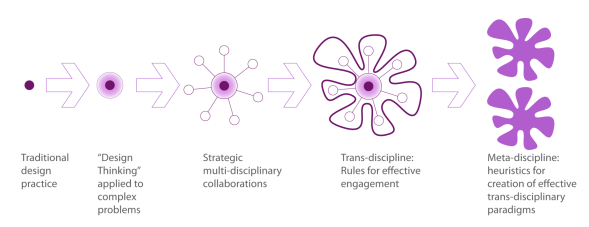 Traditional
design
practice
“Design
Thinking”
applied to
complex
problems
Strategic
multi-disciplinary
collaborations
Trans-discipline:
Rules for effective
engagement
Meta-discipline:
heuristics for
creation of effective
trans-disciplinary
paradigms